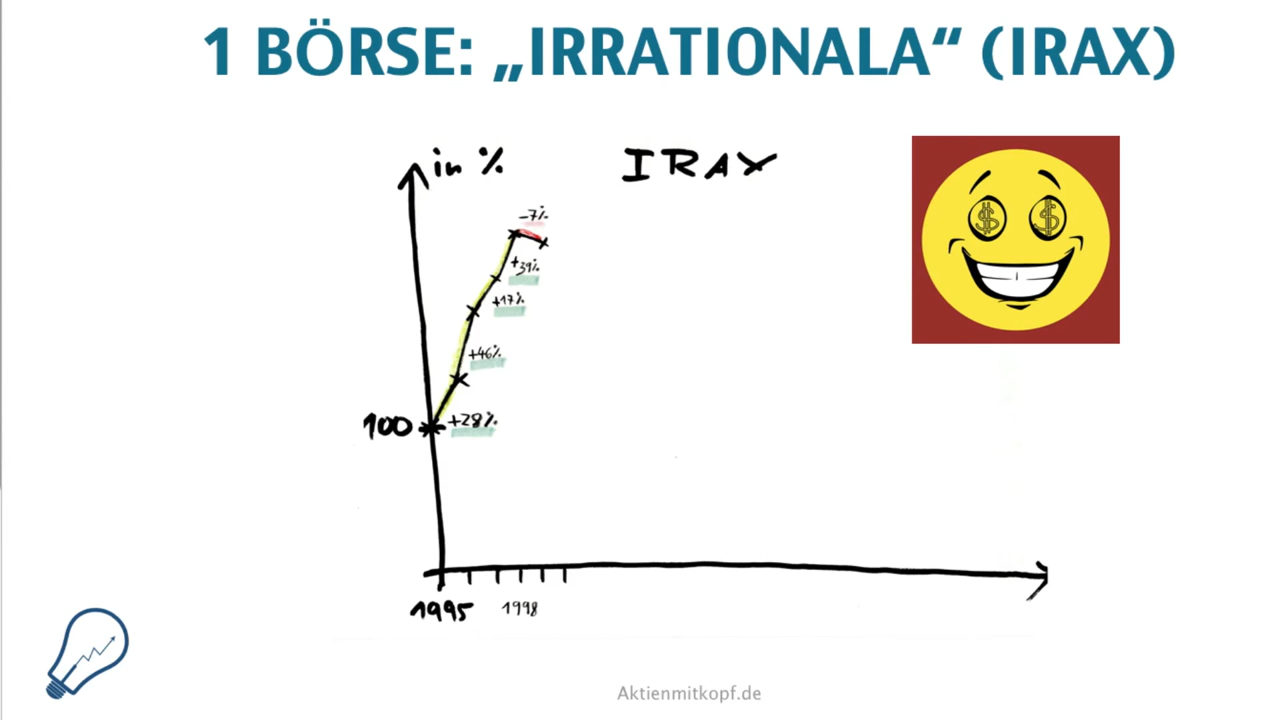 1 BÖRSE: „IRRATIONALA“ (IRAX)
in %
IRAX
-7%
+39%
+17%
+46%
100
+28%
1995
1998
Aktienmitkopf.de